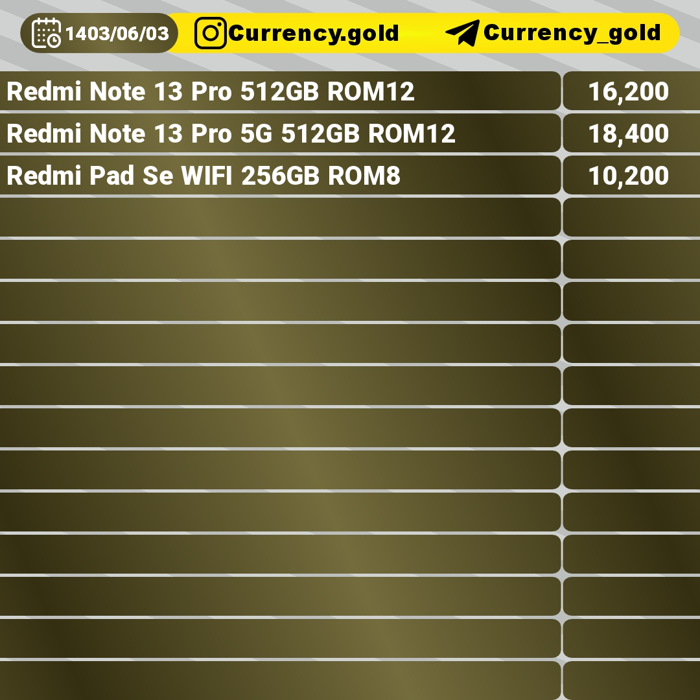 1403/06/03 Currency.gold Currency_gold
Redmi Note 13 Pro 512GB ROM12 16,200
Redmi Note 13 Pro 5G 512GB ROM12 18,400
Redmi Pad Se WIFI 256GB ROM8 10,200